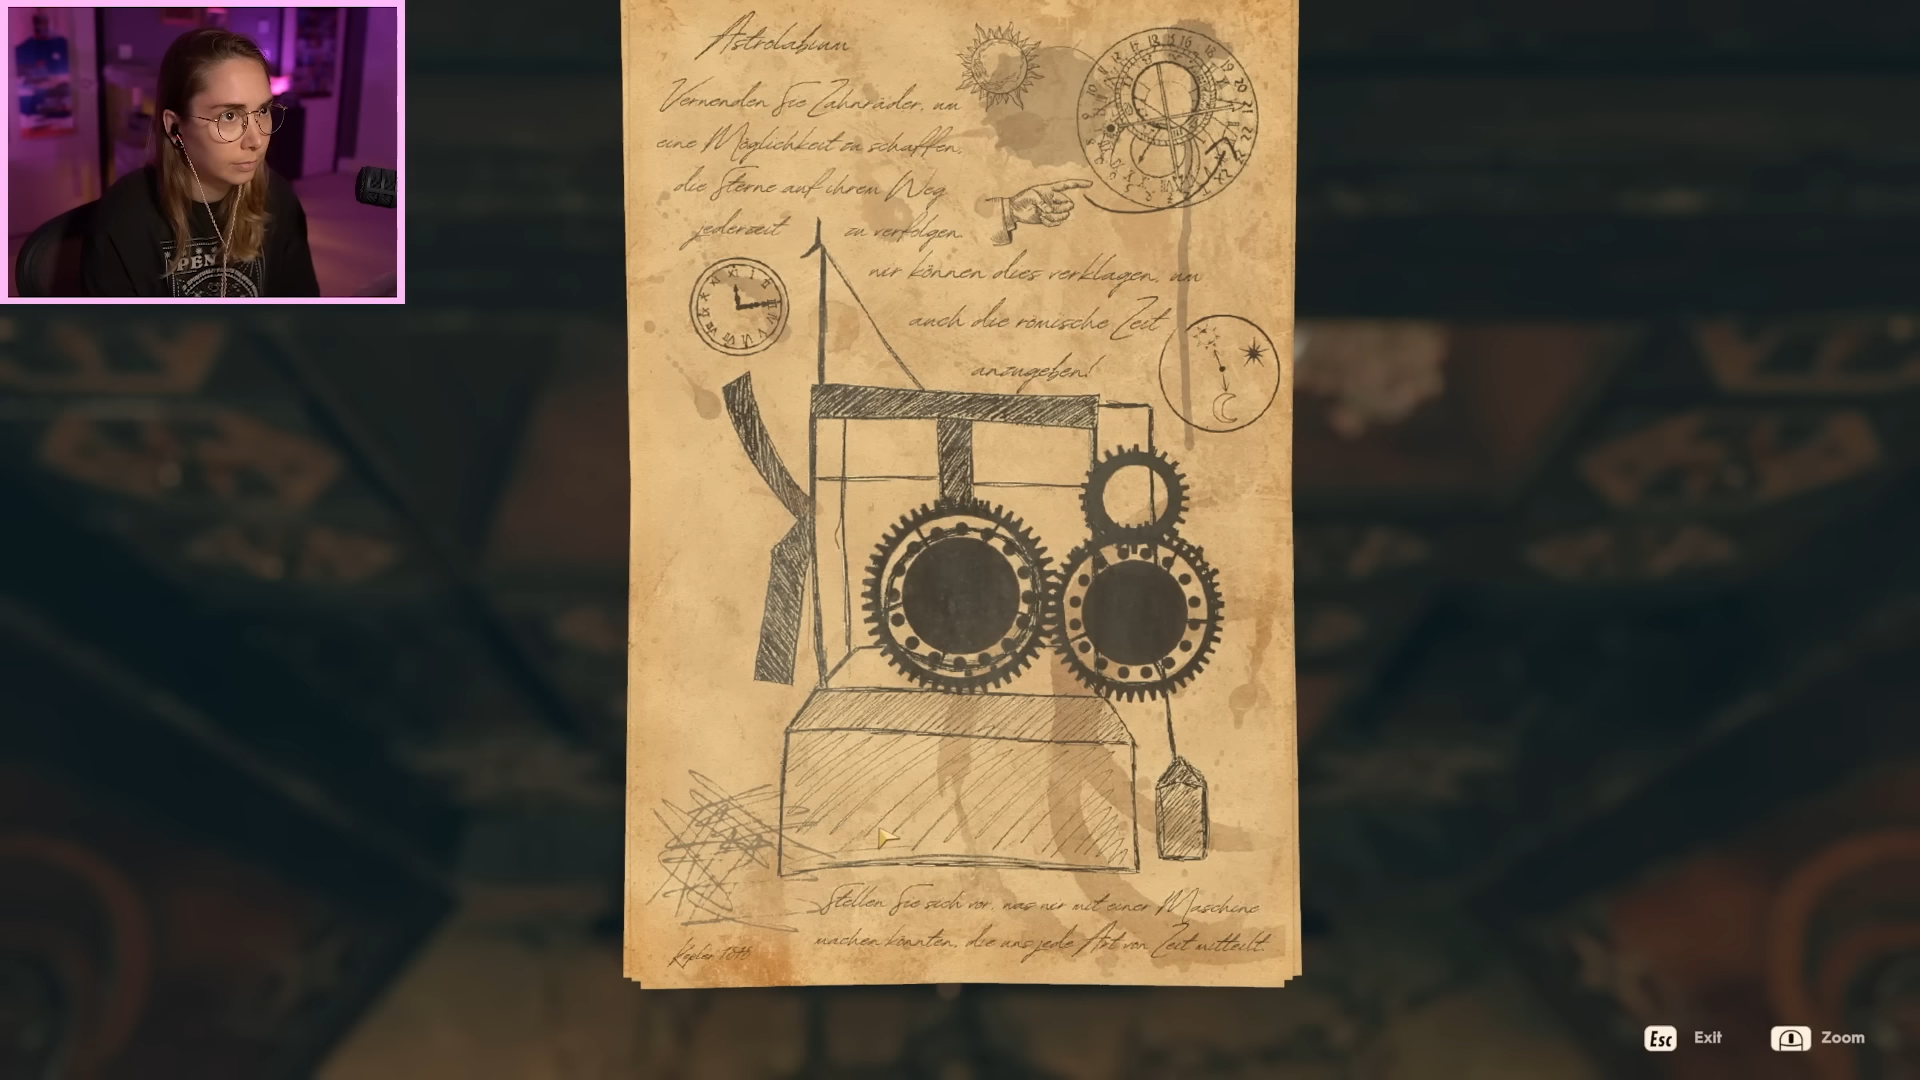 Astrolabium
Verwenden Sie Zahnräder, um
eine Möglichkeit zu schaffen,
die Sterne auf ihrem Weg
jederzeit zu verfolgen.
wir können dies verklagen, um
auch die römische Zeit
anzugeben!
Stellen Sie sich vor, was wir mit einer Maschine
machen könnten, die uns jede Art von Zeit mitteilt.
Kepler
OPEN
Esc Exit Zoom